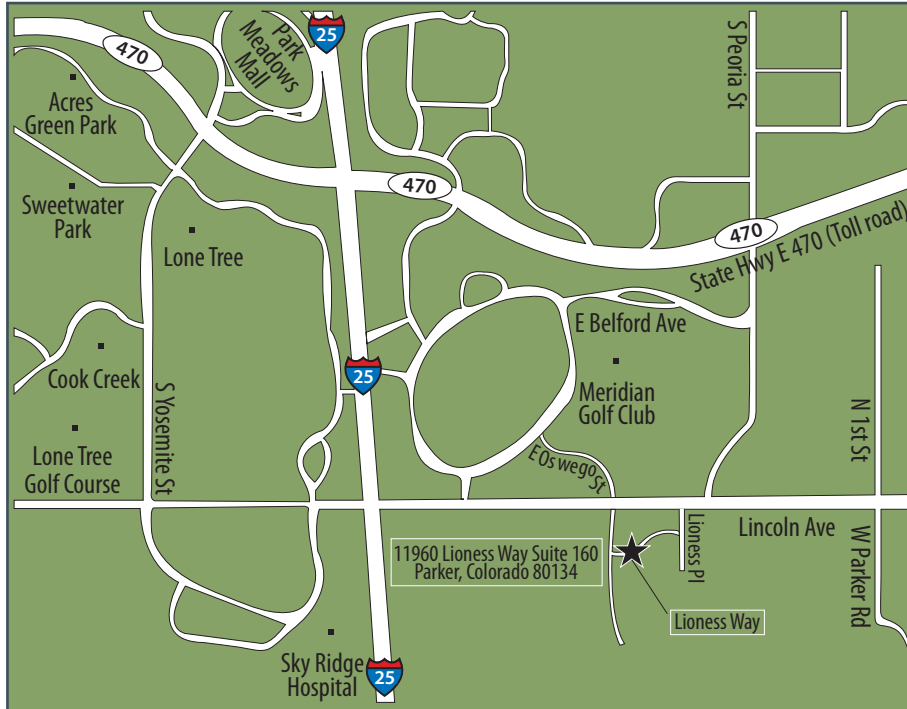 25
Park
Meadows
Mall
470
S Peoria St
Acres
Green Park
470
Sweetwater
Park
470
State Hwy E 470 (Toll road)
Lone Tree
E Belford Ave
Cook Creek
25
Meridian
Golf Club
S Yosemite St
N 1st St
Lone Tree
Golf Course
E Oswego St
Lincoln Ave
Lioness Pl
W Parker Rd
11960 Lioness Way Suite 160
Parker, Colorado 80134
Lioness Way
Sky Ridge
Hospital
25